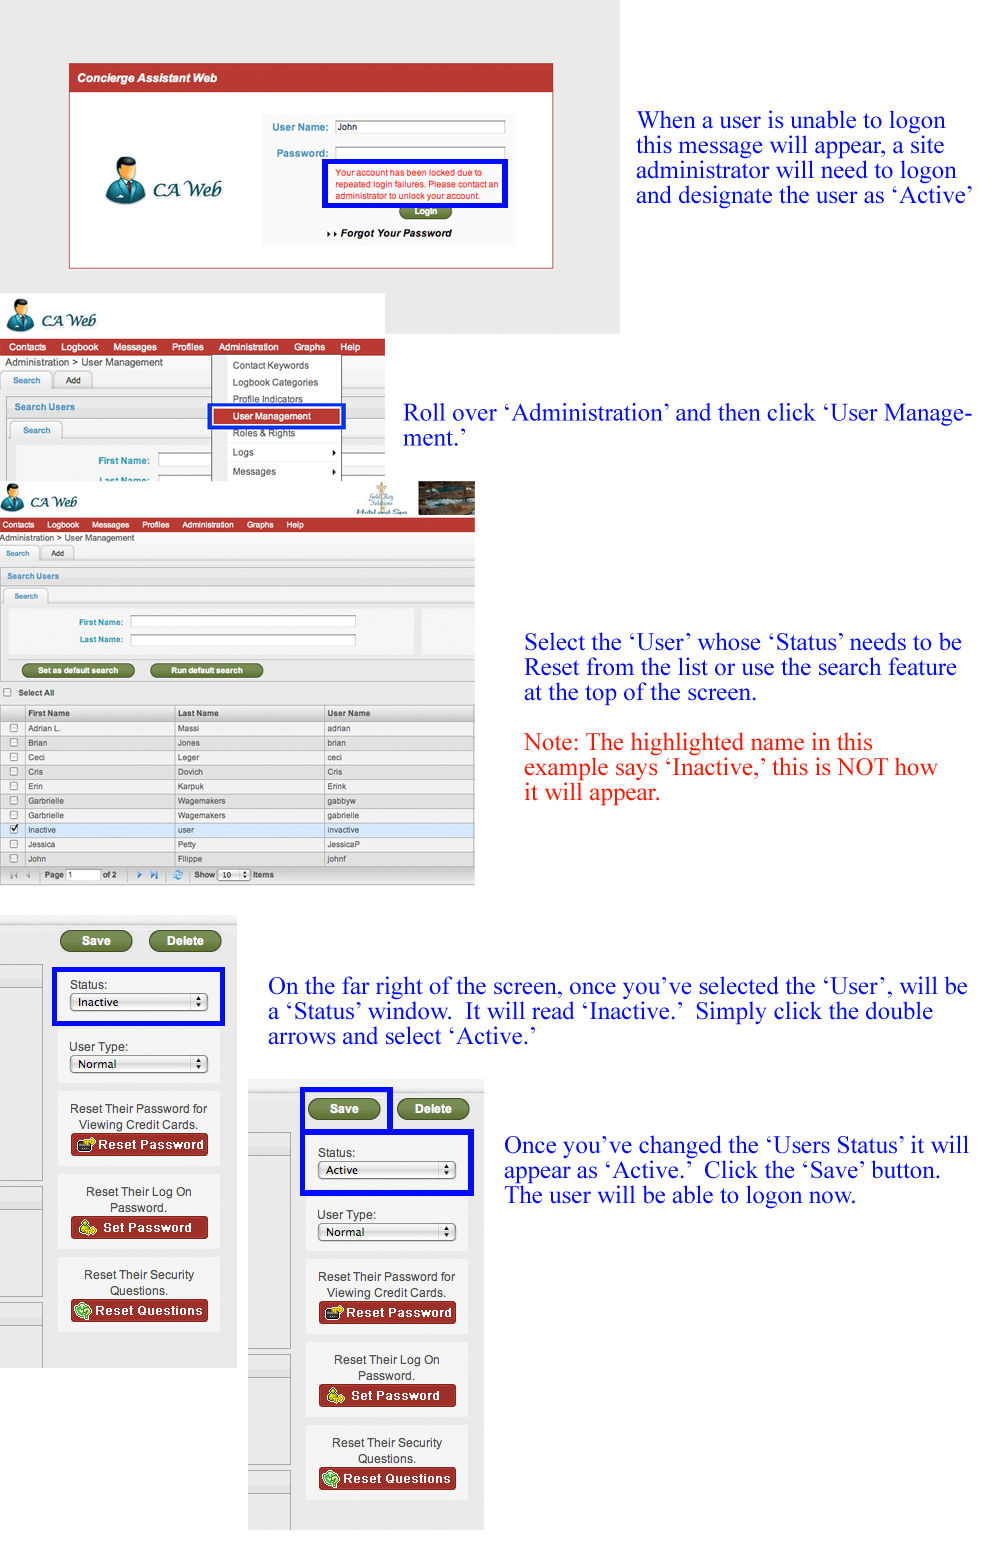 Concierge Assistant Web
User Name: John
Password:
Your account has been locked due to
repeated login failures. Please contact an
administrator to unlock your account.
CA Web
Login
Forgot Your Password
When a user is unable to logon
this message will appear, a site
administrator will need to logon
and designate the user as ‘Active’
CA Web
Contacts Logbook Messages Profiles Administration Graphs Help
Administration > User Management
Search Add
Search Users
Search
First Name:
Last Name:
Contact Keywords
Logbook Categories
Profile Indicators
User Management
Roles & Rights
Logs
Messages
Roll over ‘Administration’ and then click ‘User Manage-
ment.’
CA Web
Gold Key
Solutions
Hotel and Spa
Contacts Logbook Messages Profiles Administration Graphs Help
Administration > User Management
Search Add
Search Users
Search
First Name:
Last Name:
Set as default search Run default search
Select All
First Name Last Name User Name
Adrian L. Massi adrian
Brian Jones brian
Ceci Leger ceci
Cris Dovich Cris
Erin Karpuk Erink
Garbrielle Wagemakers gabbyw
Garbrielle Wagemakers gabrielle
Inactive user invactive
Jessica Petty JessicaP
John Filippe johnf
Page 1 of 2 Show 10 Items
Select the ‘User’ whose ‘Status’ needs to be
Reset from the list or use the search feature
at the top of the screen.
Note: The highlighted name in this
example says ‘Inactive,’ this is NOT how
it will appear.
Save Delete
Status:
Inactive
User Type:
Normal
Reset Their Password for
Viewing Credit Cards.
Reset Password
Reset Their Log On
Password.
Set Password
Reset Their Security
Questions.
Reset Questions
On the far right of the screen, once you’ve selected the ‘User’, will be
a ‘Status’ window.  It will read ‘Inactive.’  Simply click the double
arrows and select ‘Active.’
Save Delete
Status:
Active
User Type:
Normal
Reset Their Password for
Viewing Credit Cards.
Reset Password
Reset Their Log On
Password.
Set Password
Reset Their Security
Questions.
Reset Questions
Once you’ve changed the ‘Users Status’ it will
appear as ‘Active.’  Click the ‘Save’ button.
The user will be able to logon now.